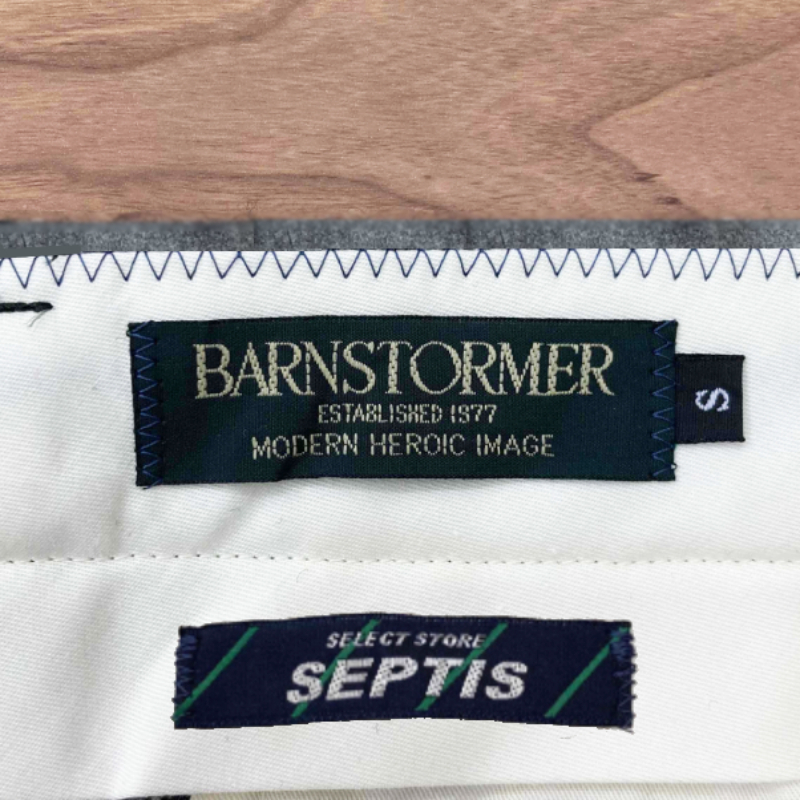 BARNSTORMER
ESTABLISHED 1977
MODERN HEROIC IMAGE
S
SELECT STORE
SEPTIS